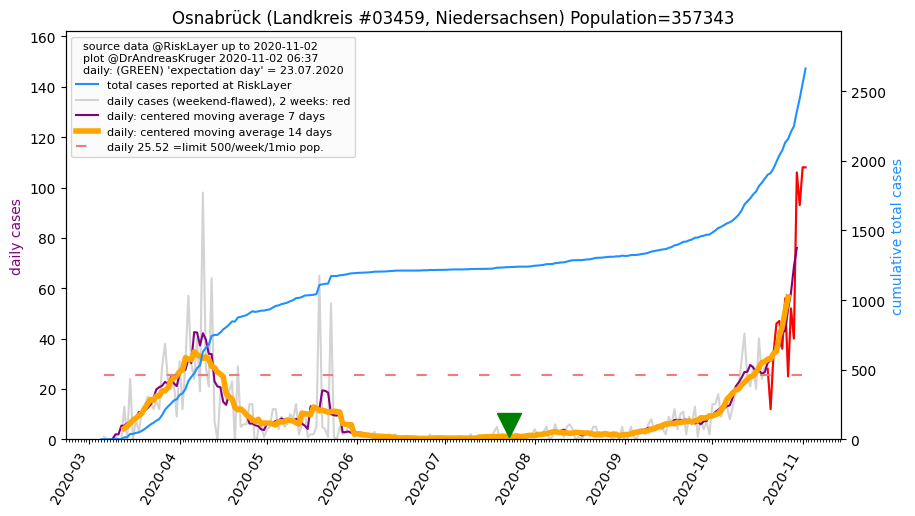 Osnabrück (Landkreis #03459, Niedersachsen) Population=357343
source data @RiskLayer up to 2020-11-02
plot @DrAndreasKruger 2020-11-02 06:37
daily: (GREEN) 'expectation day' = 23.07.2020
total cases reported at RiskLayer
daily cases (weekend-flawed), 2 weeks: red
daily: centered moving average 7 days
daily: centered moving average 14 days
daily 25.52 =limit 500/week/1mio pop.
daily cases
160
140
120
100
80
60
40
20
0
cumulative total cases
2500
2000
1500
1000
500
0
2020-03
2020-04
2020-05
2020-06
2020-07
2020-08
2020-09
2020-10
2020-11